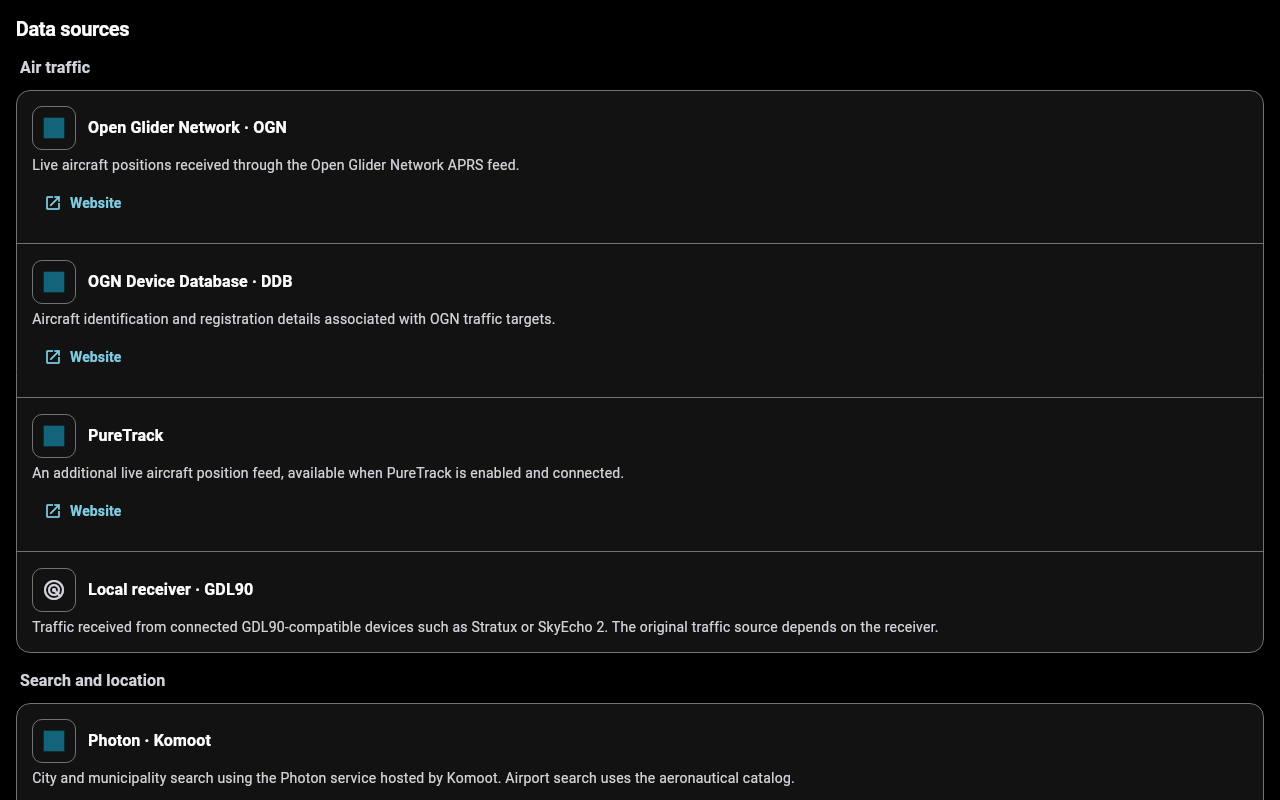 Data sources
Air traffic
Open Glider Network · OGN
Live aircraft positions received through the Open Glider Network APRS feed.
Website
OGN Device Database · DDB
Aircraft identification and registration details associated with OGN traffic targets.
Website
PureTrack
An additional live aircraft position feed, available when PureTrack is enabled and connected.
Website
Local receiver · GDL90
Traffic received from connected GDL90-compatible devices such as Stratux or SkyEcho 2. The original traffic source depends on the receiver.
Search and location
Photon · Komoot
City and municipality search using the Photon service hosted by Komoot. Airport search uses the aeronautical catalog.